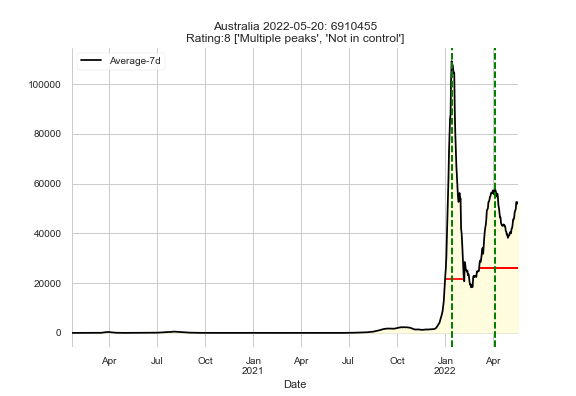 Australia 2022-05-20: 6910455
Rating:8 ['Multiple peaks', 'Not in control']
Average-7d
100000
80000
60000
40000
20000
0
Apr Jul Oct Jan Apr Jul Oct Jan Apr
2021 2022
Date